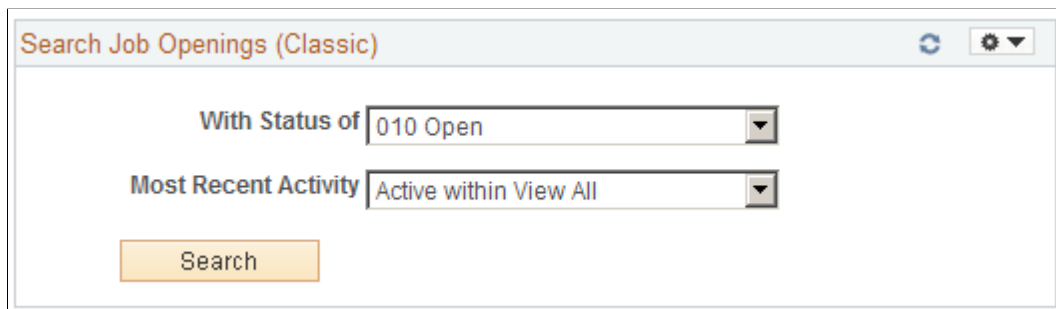 Search Job Openings (Classic)
With Status of 010 Open
Most Recent Activity Active within View All
Search